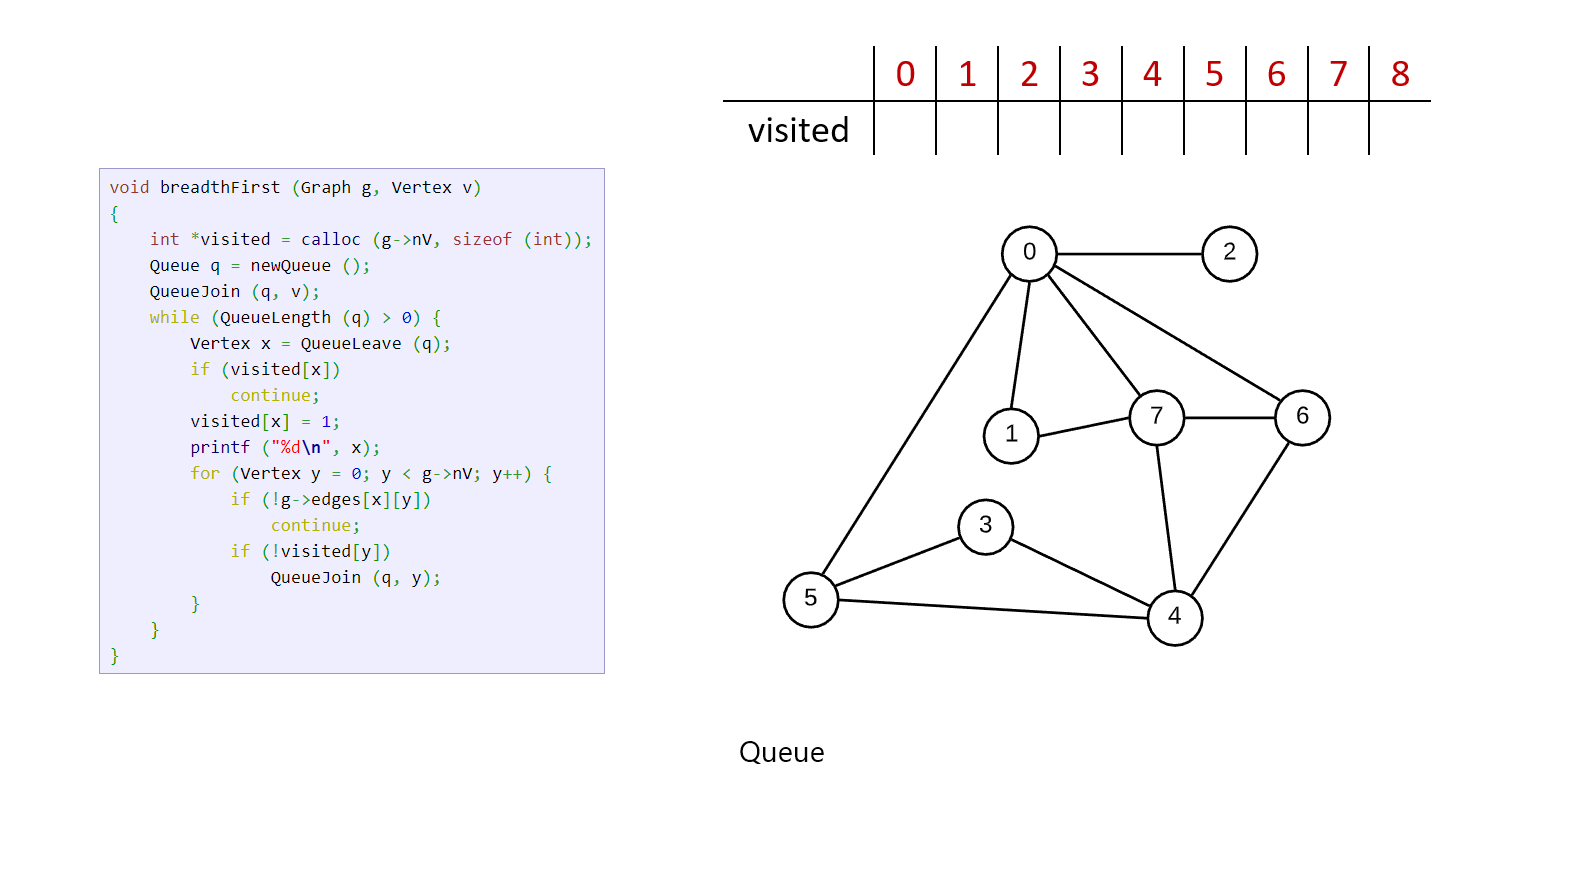 0 1 2 3 4 5 6 7 8
visited
void breadthFirst (Graph g, Vertex v)
{
    int *visited = calloc (g->nV, sizeof (int));
    Queue q = newQueue ();
    QueueJoin (q, v);
    while (QueueLength (q) > 0) {
        Vertex x = QueueLeave (q);
        if (visited[x])
            continue;
        visited[x] = 1;
        printf ("%d\n", x);
        for (Vertex y = 0; y < g->nV; y++) {
            if (!g->edges[x][y])
                continue;
            if (!visited[y])
                QueueJoin (q, y);
        }
    }
}
0 2
7 6
1
3
5
4
Queue